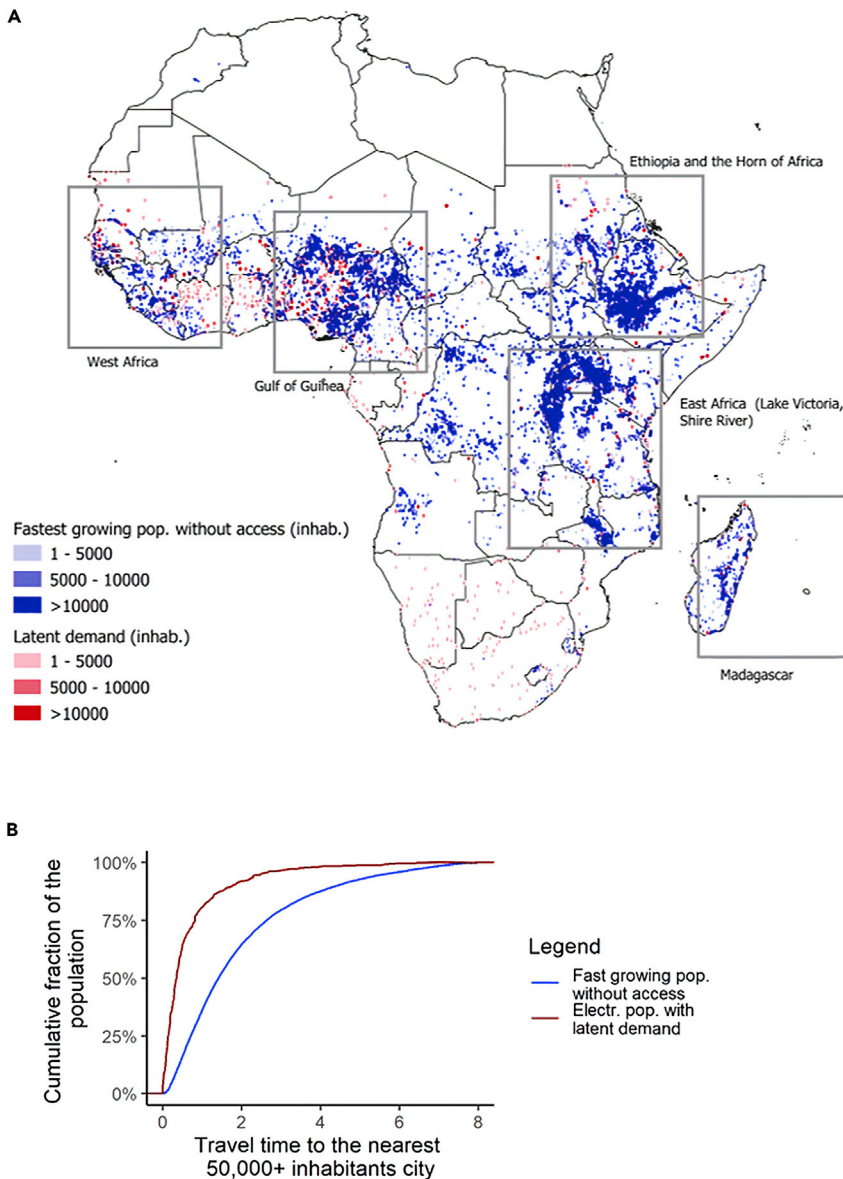 A
Ethiopia and the Horn of Africa
West Africa
Gulf of Guinea
East Africa (Lake Victoria,
Shire River)
Fastest growing pop. without access (inhab.)
1 - 5000
5000 - 10000
>10000
Latent demand (inhab.)
1 - 5000
5000 - 10000
>10000
Madagascar
B
Cumulative fraction of the
population
100%
75%
50%
25%
0%
0 2 4 6 8
Travel time to the nearest
50,000+ inhabitants city
Legend
Fast growing pop.
without access
Electr. pop. with
latent demand